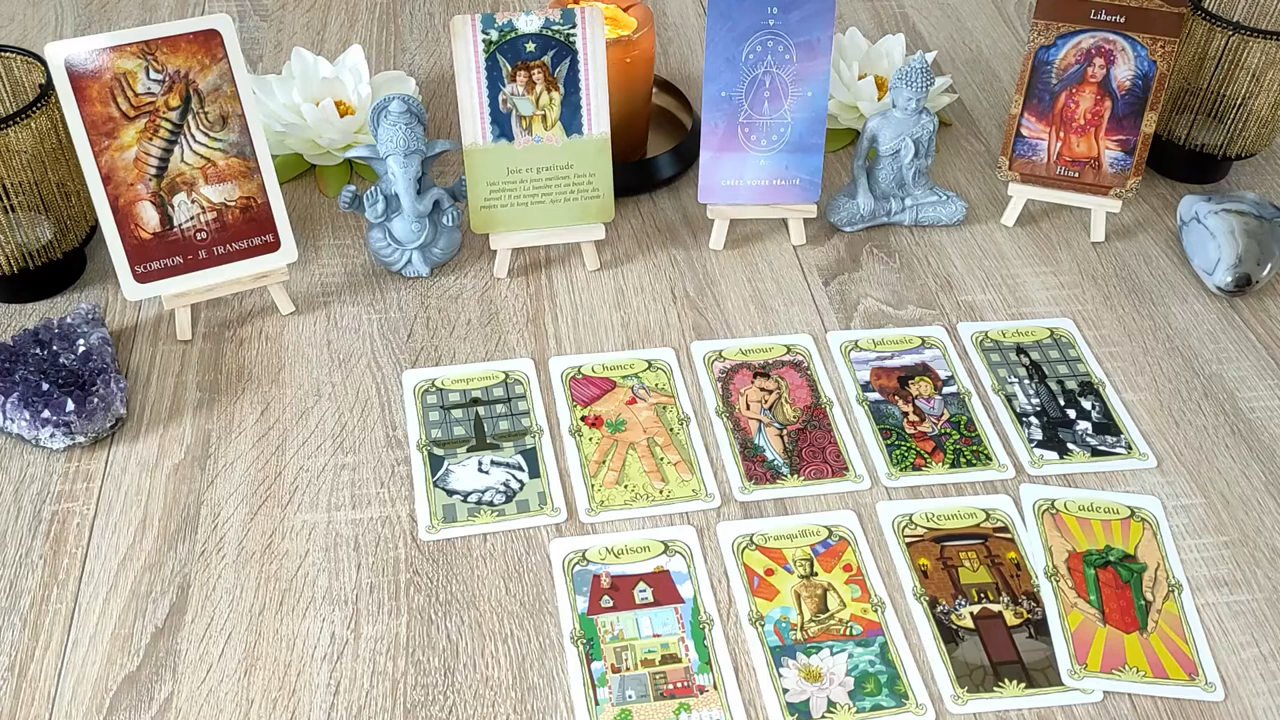 20
SCORPION – JE TRANSFORME
17
Joie et gratitude
Voici venus des jours meilleurs. Finis les
problèmes ! La lumière est au bout du
tunnel ! Il est temps pour vous de faire des
projets sur le long terme. Ayez foi en l'avenir !
10
CRÉEZ VOTRE RÉALITÉ
Liberté
Hina
Compromis
Chance
Amour
Jalousie
Echec
Maison
Tranquillité
Reunion
Cadeau